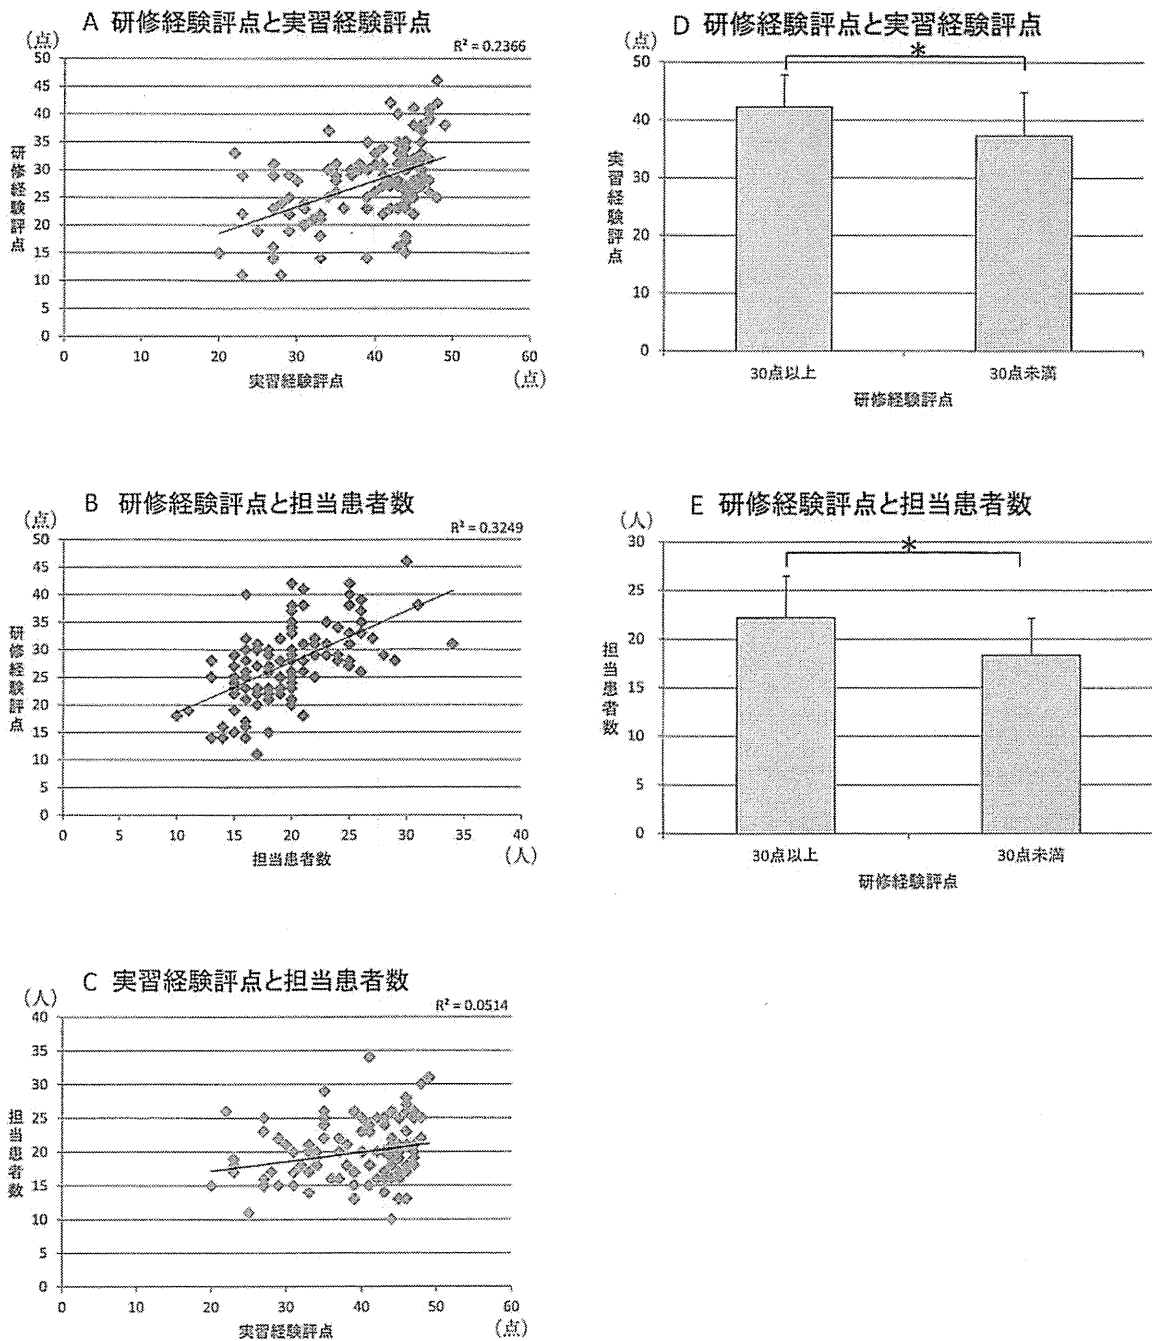 A 研修経験評点と実習経験評点
(点)
R² = 0.2366
50
45
40
35
30
25
20
15
10
5
0
研修経験評点
0 10 20 30 40 50 60
実習経験評点
(点)
B 研修経験評点と担当患者数
(点)
R² = 0.3249
50
45
40
35
30
25
20
15
10
5
0
研修経験評点
0 5 10 15 20 25 30 35 40
担当患者数
(人)
C 実習経験評点と担当患者数
(人)
R² = 0.0514
40
35
30
25
20
15
10
5
0
担当患者数
0 10 20 30 40 50 60
実習経験評点
(点)
D 研修経験評点と実習経験評点
(点)
*
50
40
30
20
10
0
実習経験評点
30点以上 30点未満
研修経験評点
E 研修経験評点と担当患者数
(人)
*
30
25
20
15
10
5
0
担当患者数
30点以上 30点未満
研修経験評点